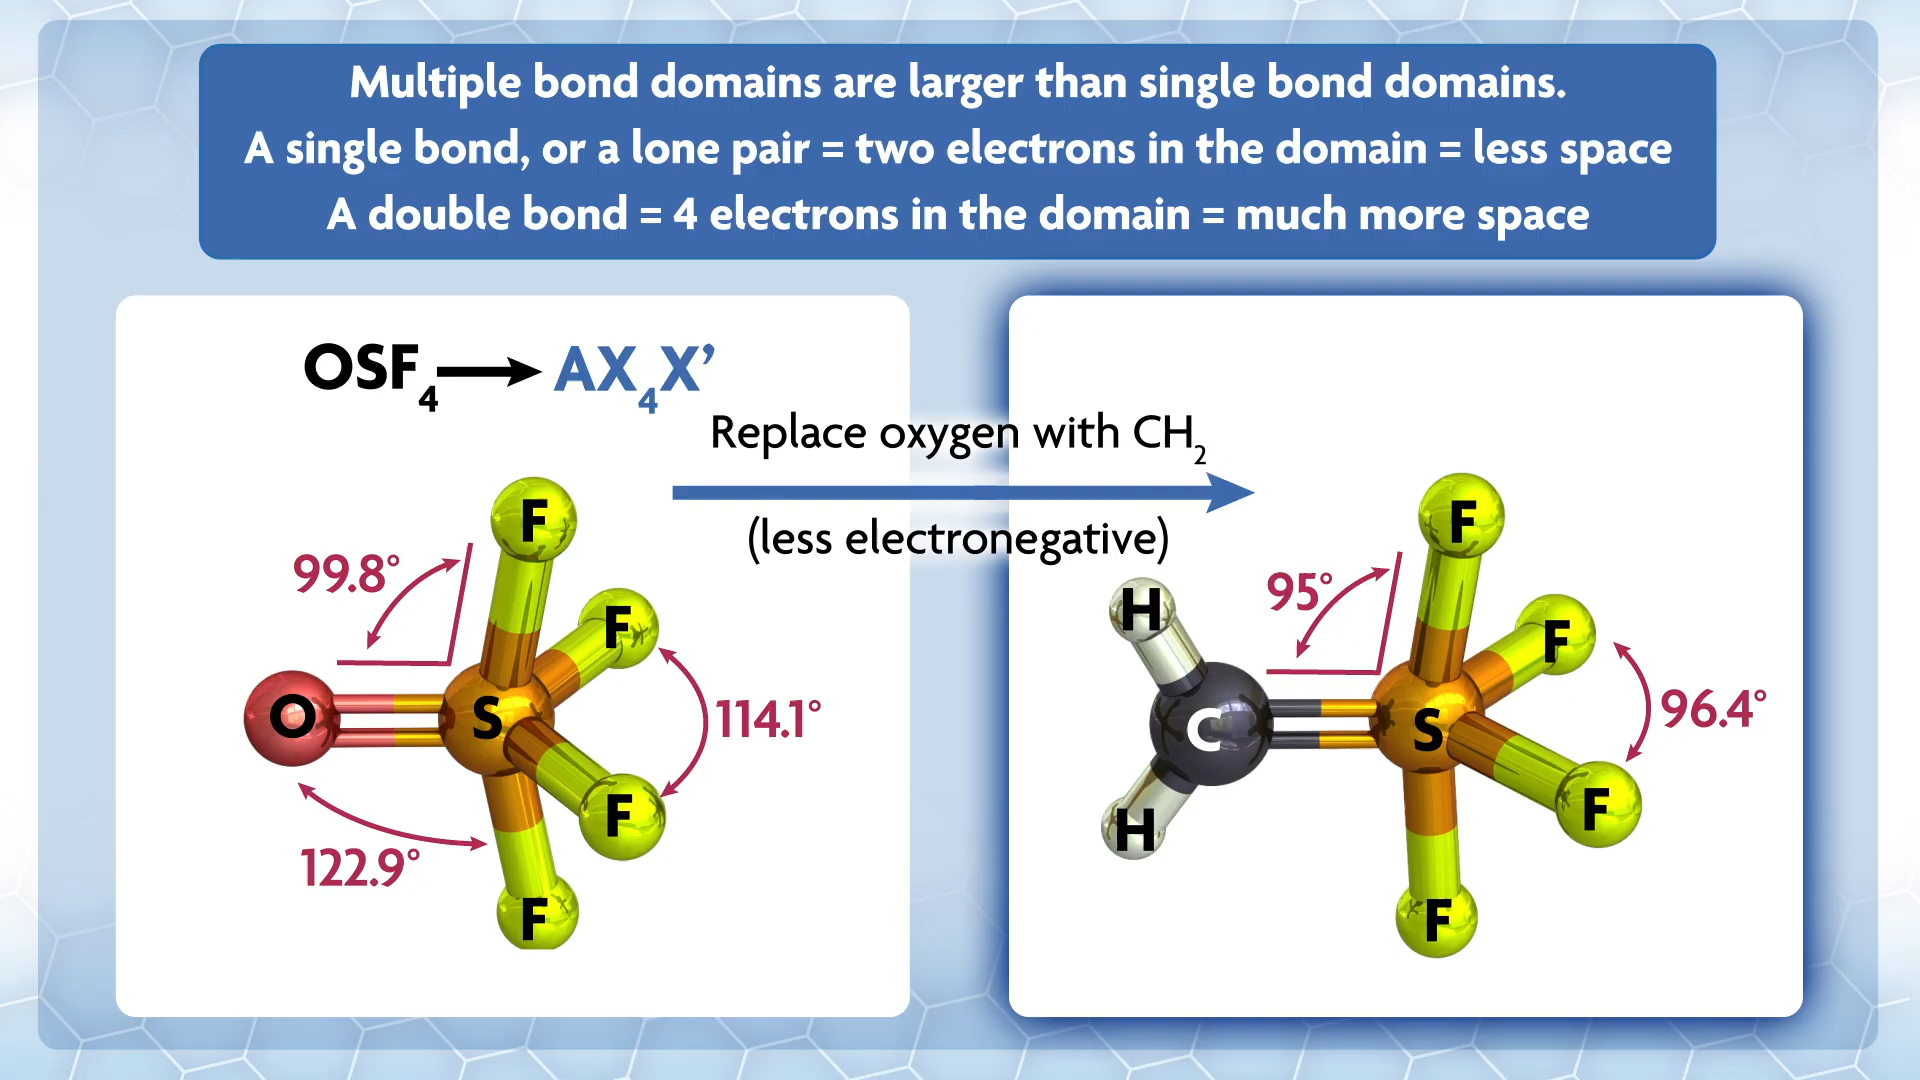 Multiple bond domains are larger than single bond domains.
A single bond, or a lone pair = two electrons in the domain = less space
A double bond = 4 electrons in the domain = much more space
OSF₄ → AX₄X’
Replace oxygen with CH₂
(less electronegative)
F
99.8°
F
O
S
114.1°
F
122.9°
F
F
95°
H
F
C
S
96.4°
F
H
F